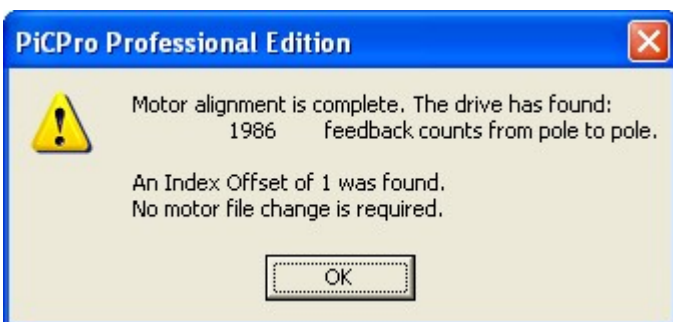 PiCPro Professional Edition
Motor alignment is complete. The drive has found:
1986 feedback counts from pole to pole.
An Index Offset of 1 was found.
No motor file change is required.
OK